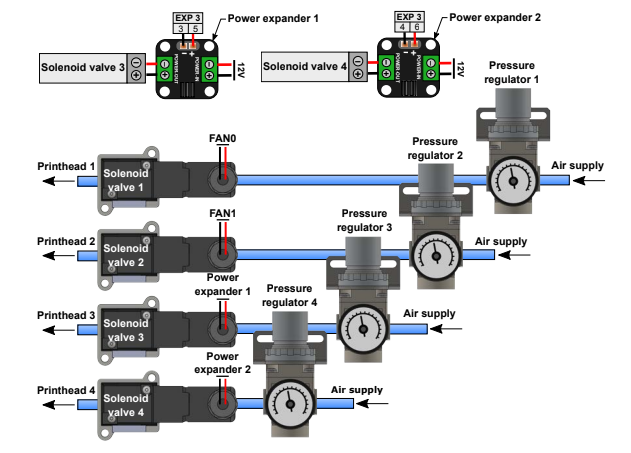 EXP 3
3 5
Power expander 1
Solenoid valve 3
POWER-OUT
POWER-IN
12V
EXP 3
4 6
Power expander 2
Solenoid valve 4
POWER-OUT
POWER-IN
12V
Pressure
regulator 1
Printhead 1
Solenoid
valve 1
FAN0
Pressure
regulator 2
Air supply
Printhead 2
Solenoid
valve 2
FAN1
Pressure
regulator 3
Air supply
Printhead 3
Solenoid
valve 3
Power
expander 1
Pressure
regulator 4
Air supply
Printhead 4
Solenoid
valve 4
Power
expander 2
Air supply